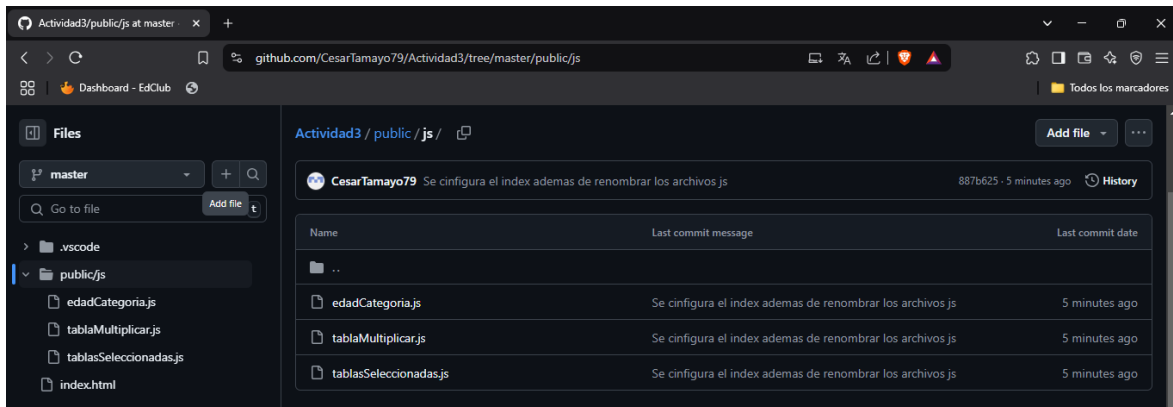 Actividad3/public/js at master ·
github.com/CesarTamayo79/Actividad3/tree/master/public/js
Dashboard - EdClub
Todos los marcadores
Files
Actividad3 / public / js /
Add file
master
CesarTamayo79 Se cinfigura el index ademas de renombrar los archivos js
887b625 · 5 minutes ago
History
Go to file
Add file
t
Name
Last commit message
Last commit date
.vscode
public/js
edadCategoria.js
tablaMultiplicar.js
tablasSeleccionadas.js
index.html
..
edadCategoria.js
Se cinfigura el index ademas de renombrar los archivos js
5 minutes ago
tablaMultiplicar.js
Se cinfigura el index ademas de renombrar los archivos js
5 minutes ago
tablasSeleccionadas.js
Se cinfigura el index ademas de renombrar los archivos js
5 minutes ago